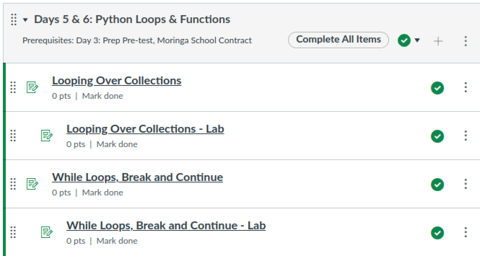 Days 5 & 6: Python Loops & Functions
Prerequisites: Day 3: Prep Pre-test, Moringa School Contract
Complete All Items
Looping Over Collections
0 pts | Mark done
Looping Over Collections - Lab
0 pts | Mark done
While Loops, Break and Continue
0 pts | Mark done
While Loops, Break and Continue - Lab
0 pts | Mark done